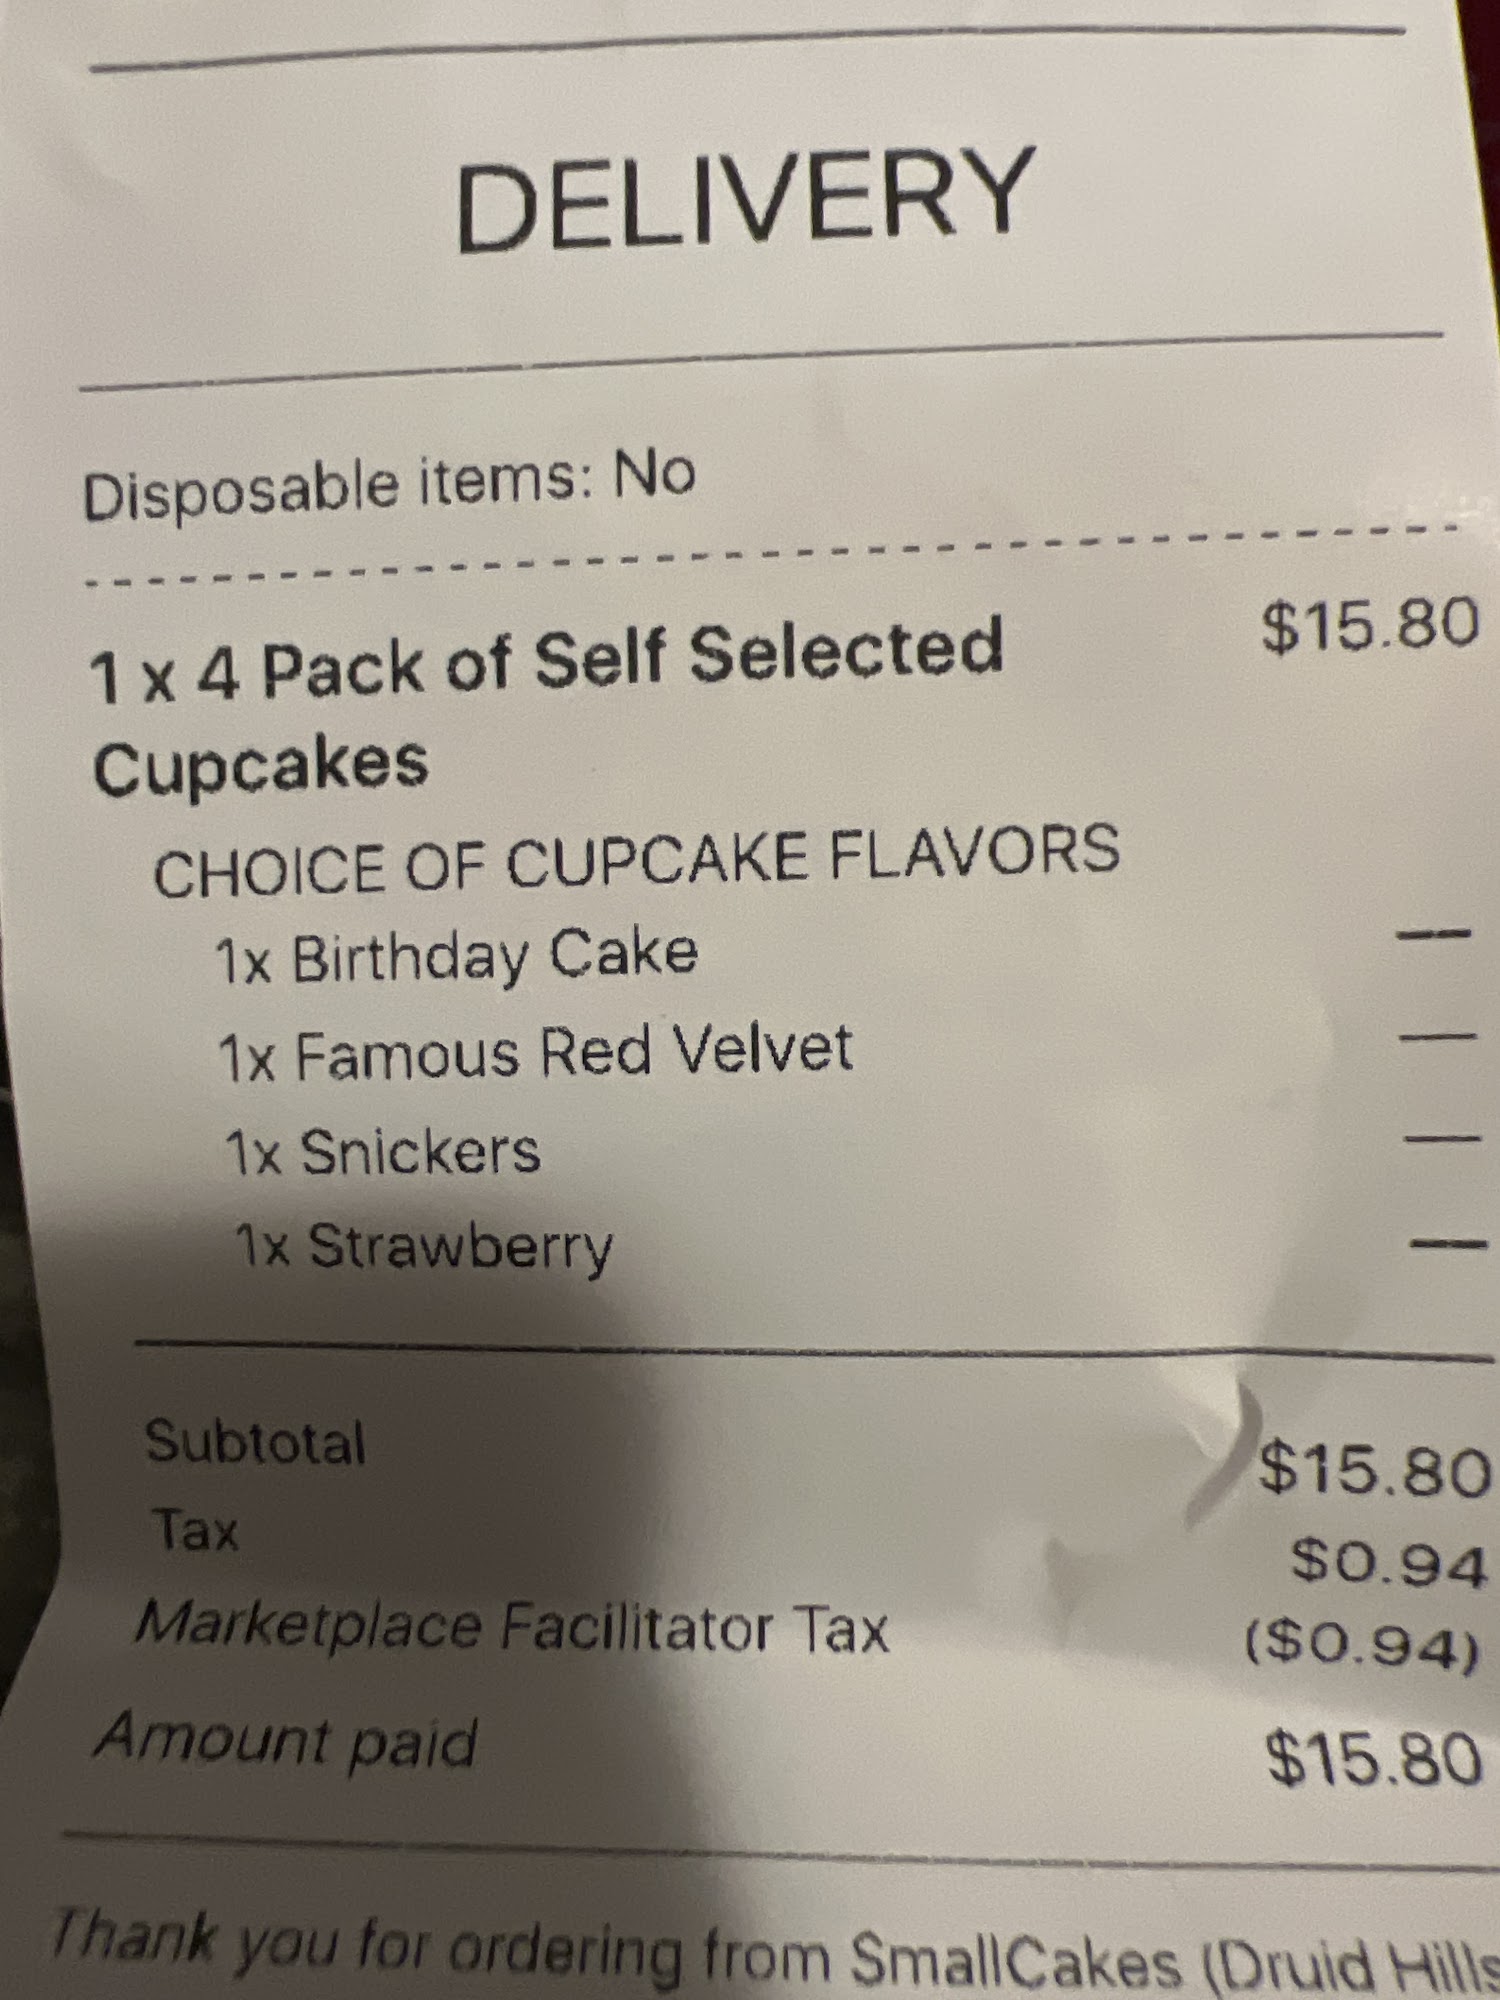 DELIVERY
Disposable items: No
1 x 4 Pack of Self Selected $15.80
Cupcakes
CHOICE OF CUPCAKE FLAVORS
1x Birthday Cake —
1x Famous Red Velvet —
1x Snickers —
1x Strawberry —
Subtotal $15.80
Tax $0.94
Marketplace Facilitator Tax ($0.94)
Amount paid $15.80
Thank you for ordering from SmallCakes (Druid Hills